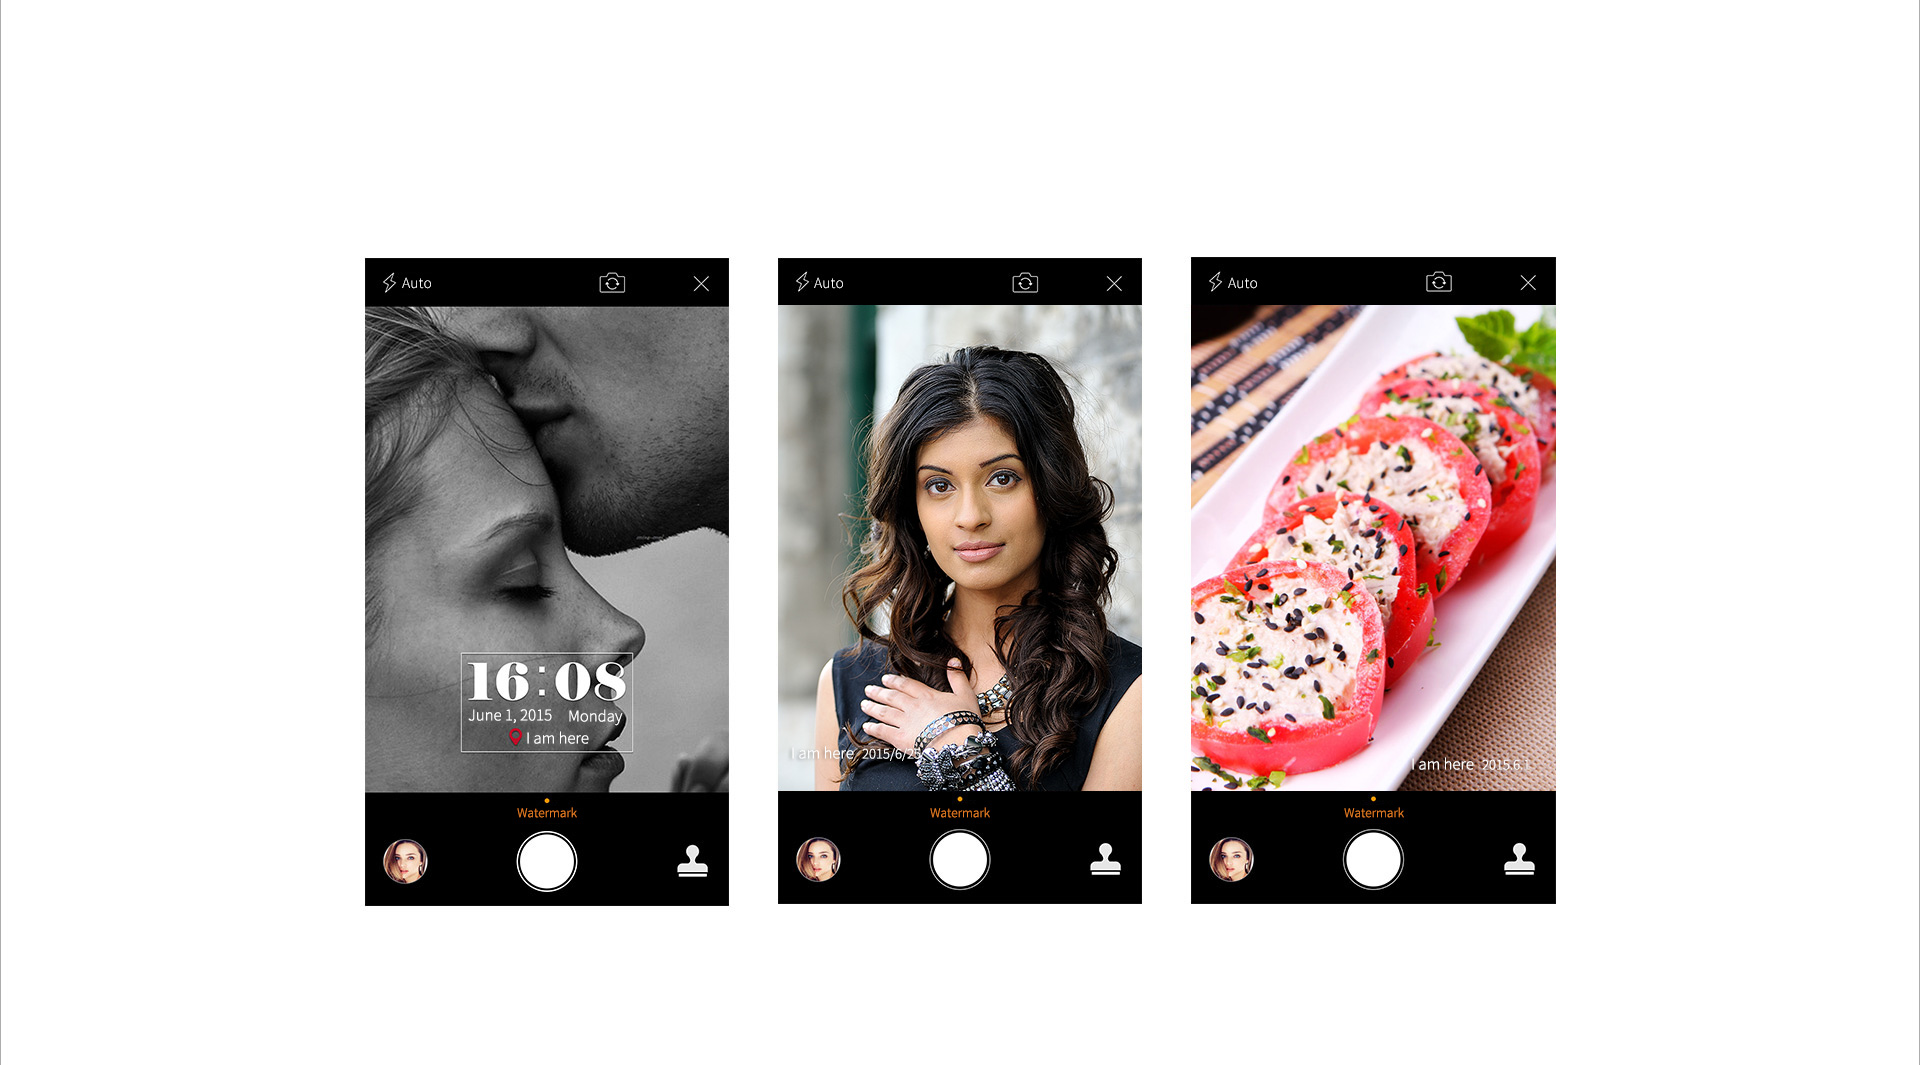 Auto
16:08
June 1, 2015 Monday
I am here
Watermark
Auto
I am here 2015/6/25
Watermark
Auto
I am here 2015.6.1
Watermark